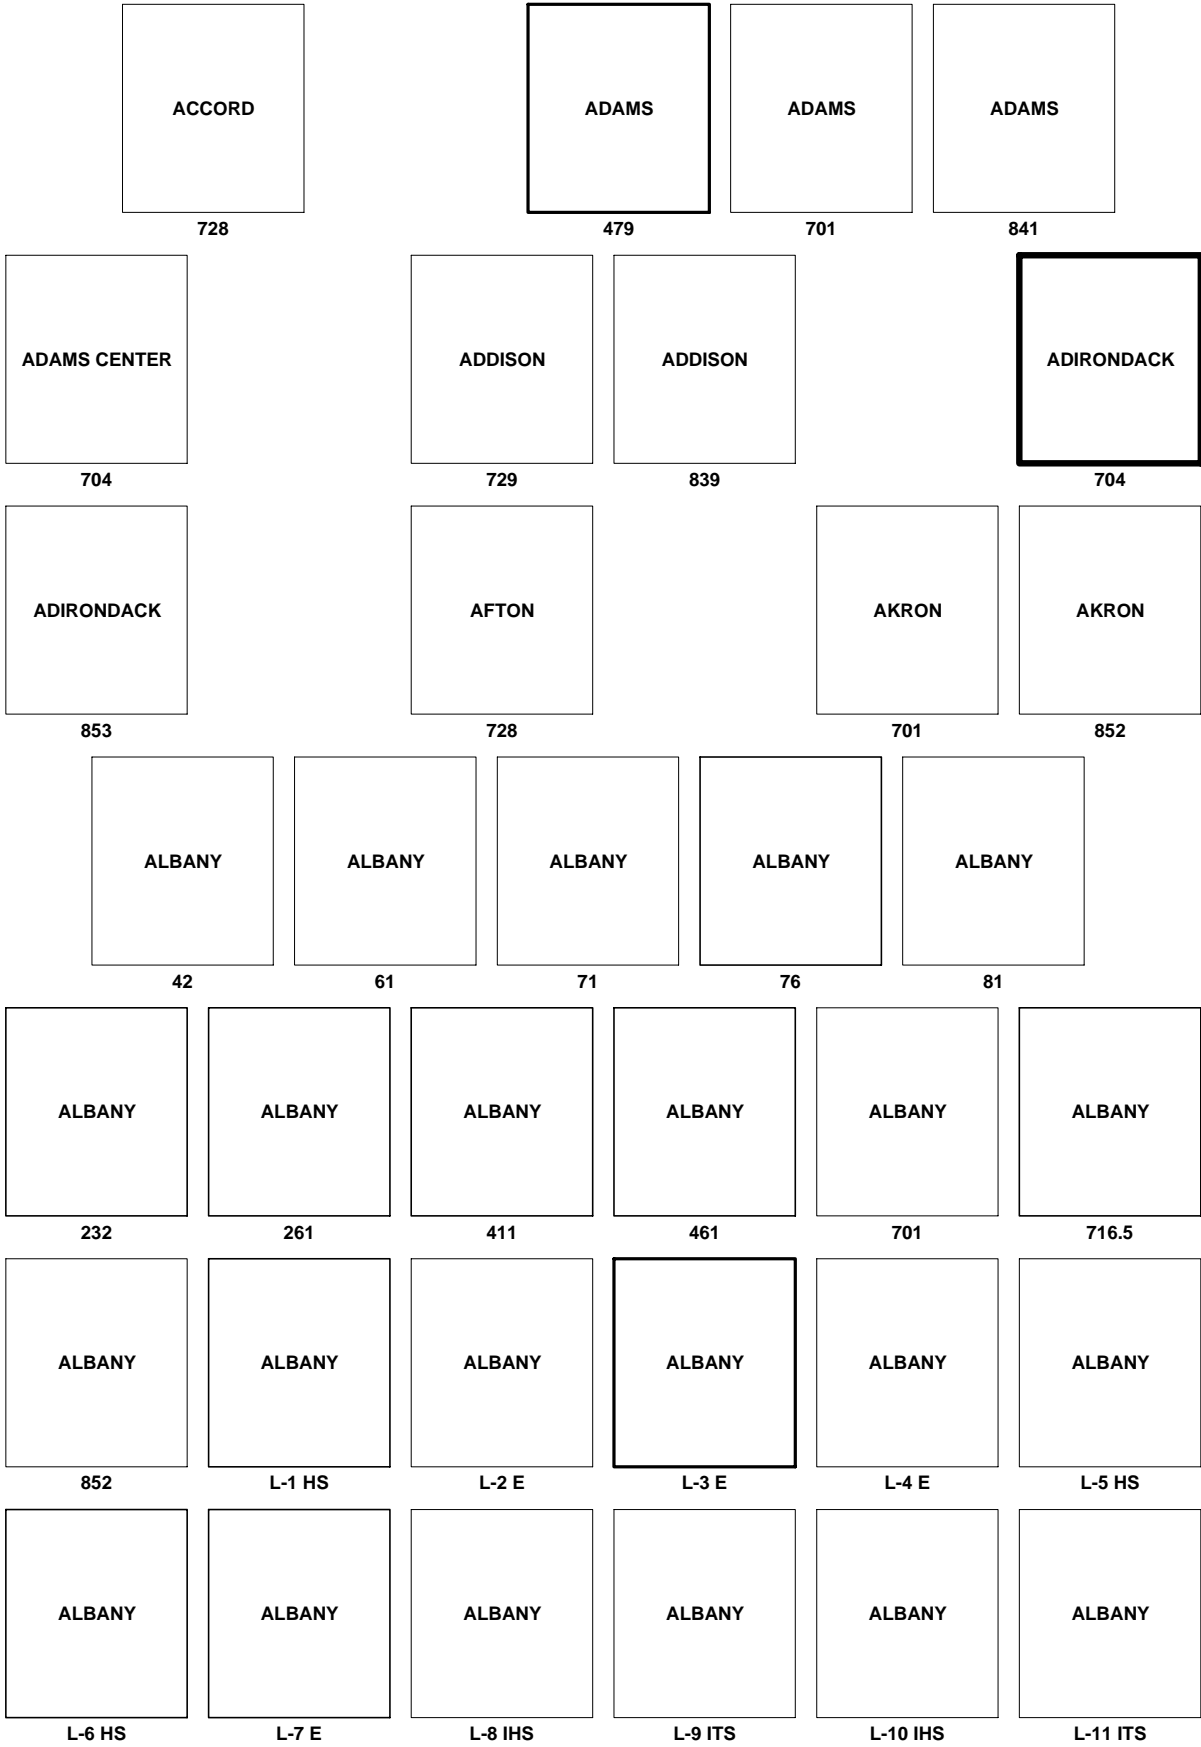 ACCORD ADAMS ADAMS ADAMS
728 479 701 841
ADAMS CENTER ADDISON ADDISON ADIRONDACK
704 729 839 704
ADIRONDACK AFTON AKRON AKRON
853 728 701 852
ALBANY ALBANY ALBANY ALBANY ALBANY
42 61 71 76 81
ALBANY ALBANY ALBANY ALBANY ALBANY ALBANY
232 261 411 461 701 716.5
ALBANY ALBANY ALBANY ALBANY ALBANY ALBANY
852 L-1 HS L-2 E L-3 E L-4 E L-5 HS
ALBANY ALBANY ALBANY ALBANY ALBANY ALBANY
L-6 HS L-7 E L-8 IHS L-9 ITS L-10 IHS L-11 ITS